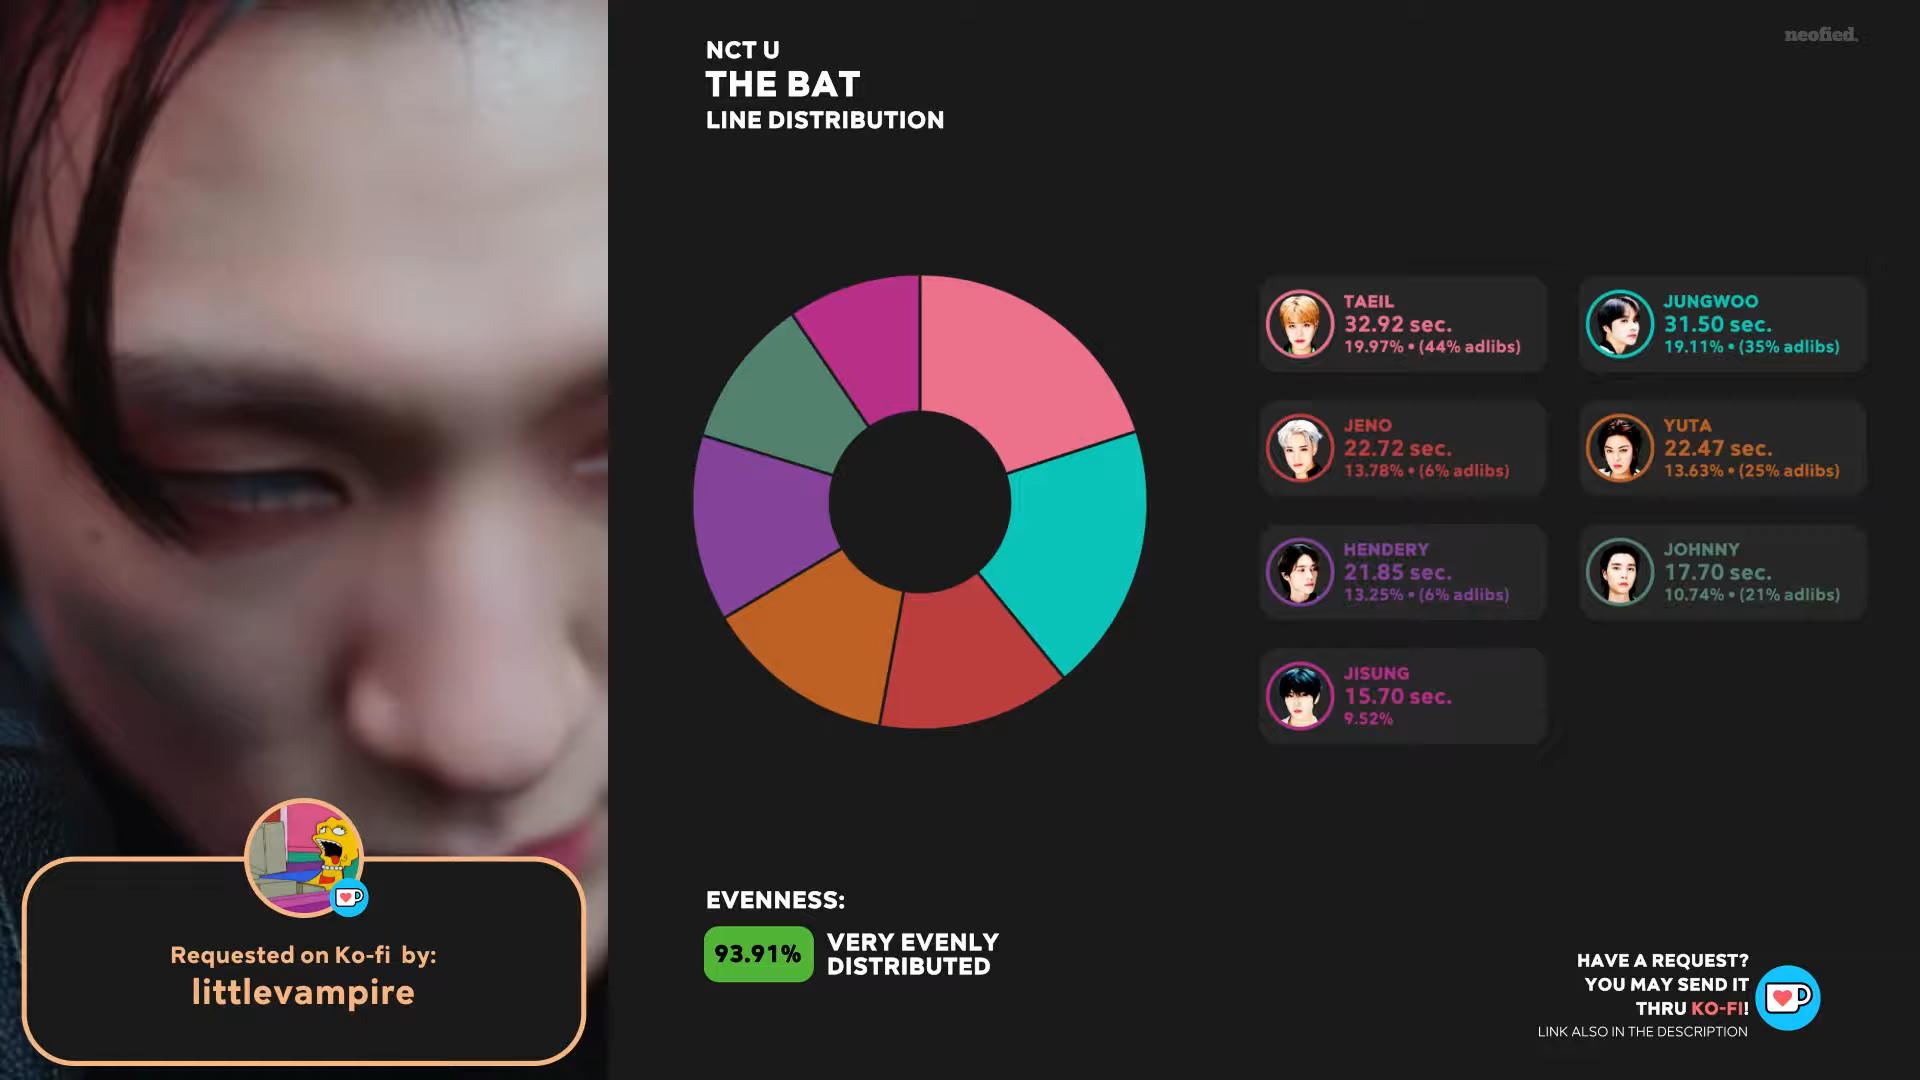 neofied.
NCT U
THE BAT
LINE DISTRIBUTION
TAEIL
32.92 sec.
19.97% • (44% adlibs)
JUNGWOO
31.50 sec.
19.11% • (35% adlibs)
JENO
22.72 sec.
13.78% • (6% adlibs)
YUTA
22.47 sec.
13.63% • (25% adlibs)
HENDERY
21.85 sec.
13.25% • (6% adlibs)
JOHNNY
17.70 sec.
10.74% • (21% adlibs)
JISUNG
15.70 sec.
9.52%
EVENNESS:
93.91%
VERY EVENLY
DISTRIBUTED
Requested on Ko-fi by:
littlevampire
HAVE A REQUEST?
YOU MAY SEND IT
THRU KO-FI!
LINK ALSO IN THE DESCRIPTION